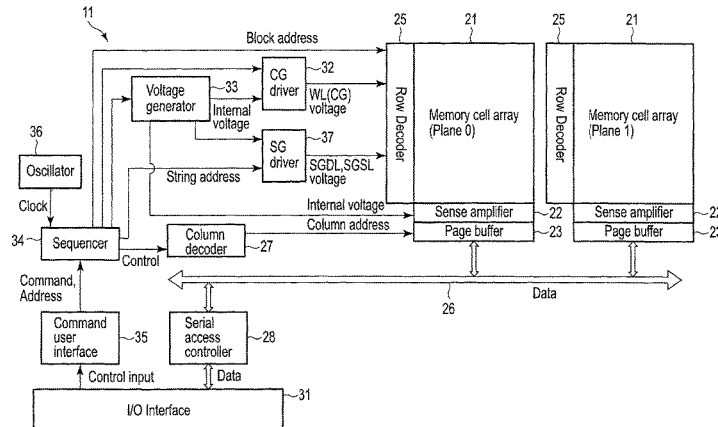 25
21
25
21
11
Block address
32
CG
driver
33
Voltage
generator
Internal
voltage
WL(CG)
voltage
Row Decoder
Memory cell array
(Plane 0)
Row Decoder
Memory cell array
(Plane 1)
36
37
SG
driver
Oscillator
SGDL,SGSL
voltage
String address
Clock
Internal voltage
Sense amplifier
22
Sense amplifier
22
34
Sequencer
Column
decoder
Column address
Page buffer
23
Page buffer
23
Control
27
Command,
Address
26
Data
Command
user
interface
35
Serial
access
controller
28
Control input
Data
31
I/O Interface